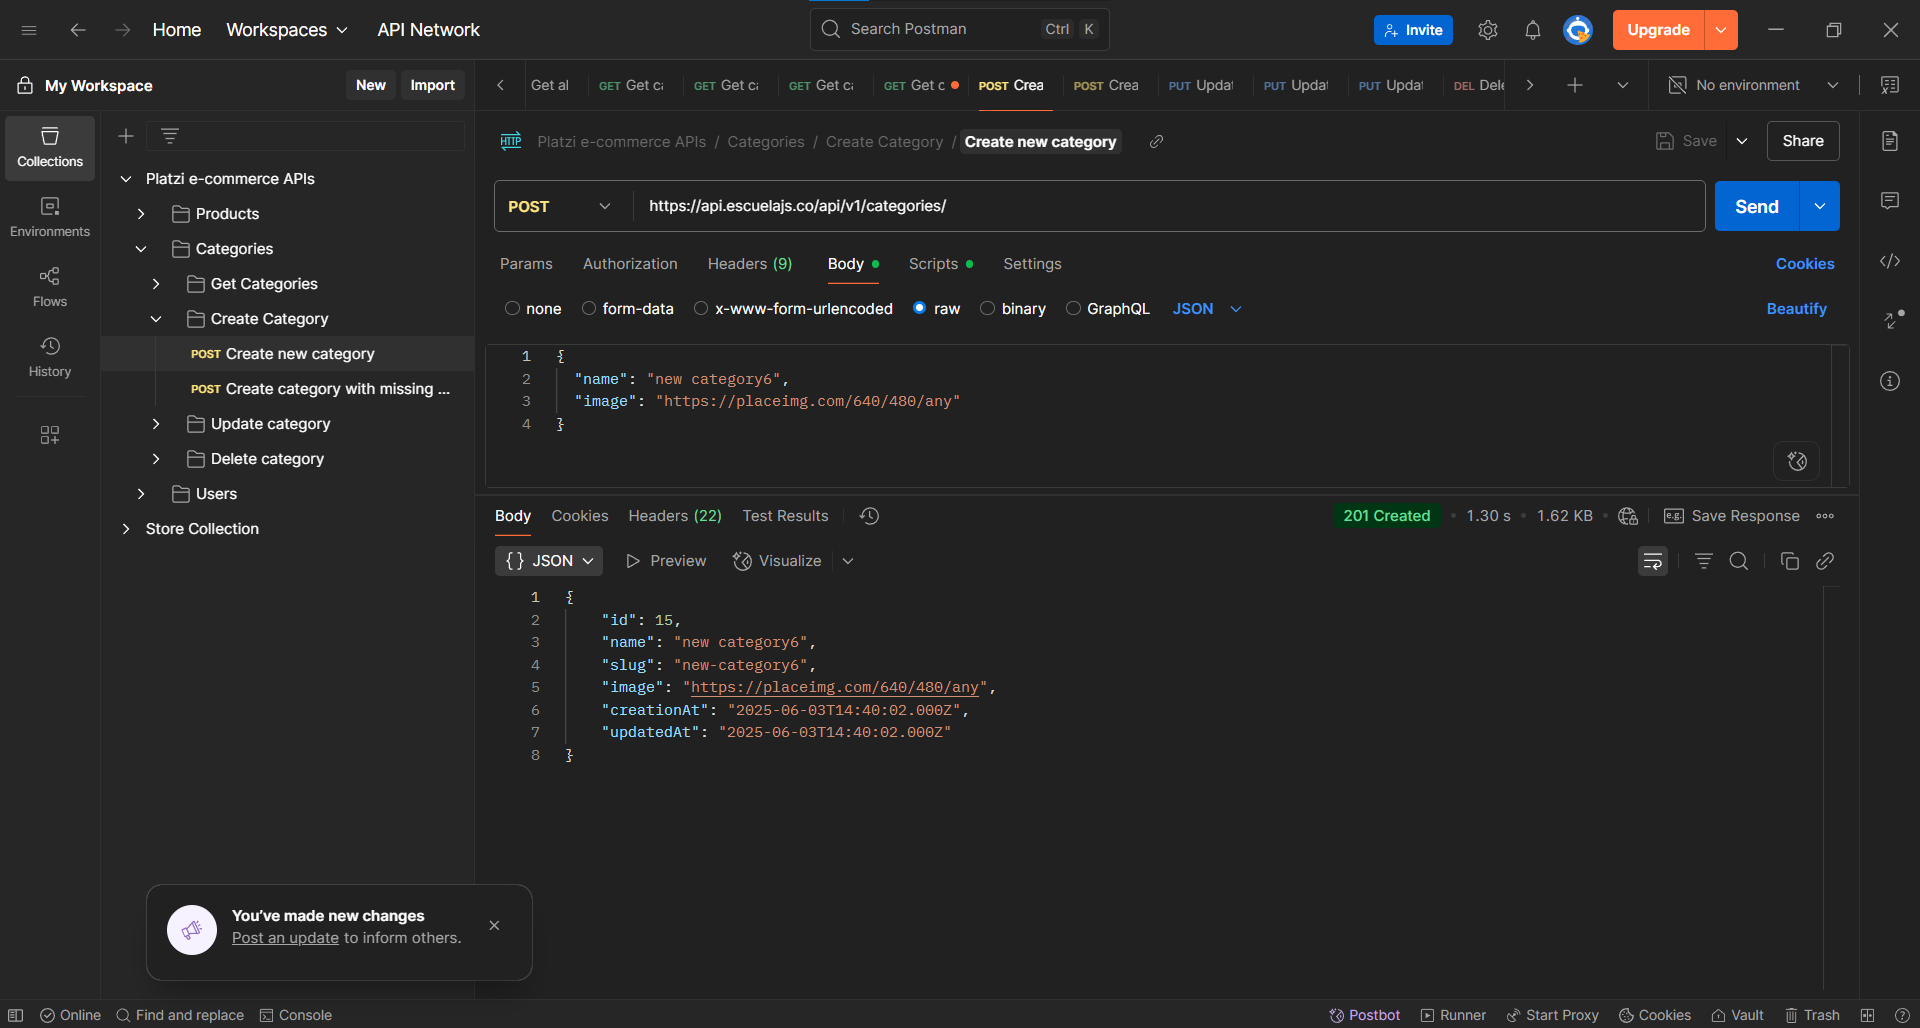 Home Workspaces API Network Search Postman Ctrl K Invite Upgrade
My Workspace New Import
Get al GET Get ca GET Get ca GET Get ca GET Get c POST Crea POST Crea PUT Updat PUT Updat PUT Updat DEL Dele No environment
Collections
Environments
Flows
History
Platzi e-commerce APIs
Products
Categories
Get Categories
Create Category
POST Create new category
POST Create category with missing ...
Update category
Delete category
Users
Store Collection
HTTP Platzi e-commerce APIs / Categories / Create Category / Create new category Save Share
POST https://api.escuelajs.co/api/v1/categories/ Send
Params Authorization Headers (9) Body Scripts Settings Cookies
none form-data x-www-form-urlencoded raw binary GraphQL JSON Beautify
1 {
2 "name": "new category6",
3 "image": "https://placeimg.com/640/480/any"
4 }
Body Cookies Headers (22) Test Results 201 Created 1.30 s 1.62 KB e.g. Save Response
{} JSON Preview Visualize
1 {
2 "id": 15,
3 "name": "new category6",
4 "slug": "new-category6",
5 "image": "https://placeimg.com/640/480/any",
6 "creationAt": "2025-06-03T14:40:02.000Z",
7 "updatedAt": "2025-06-03T14:40:02.000Z"
8 }
You've made new changes
Post an update to inform others.
Online Find and replace Console Postbot Runner Start Proxy Cookies Vault Trash